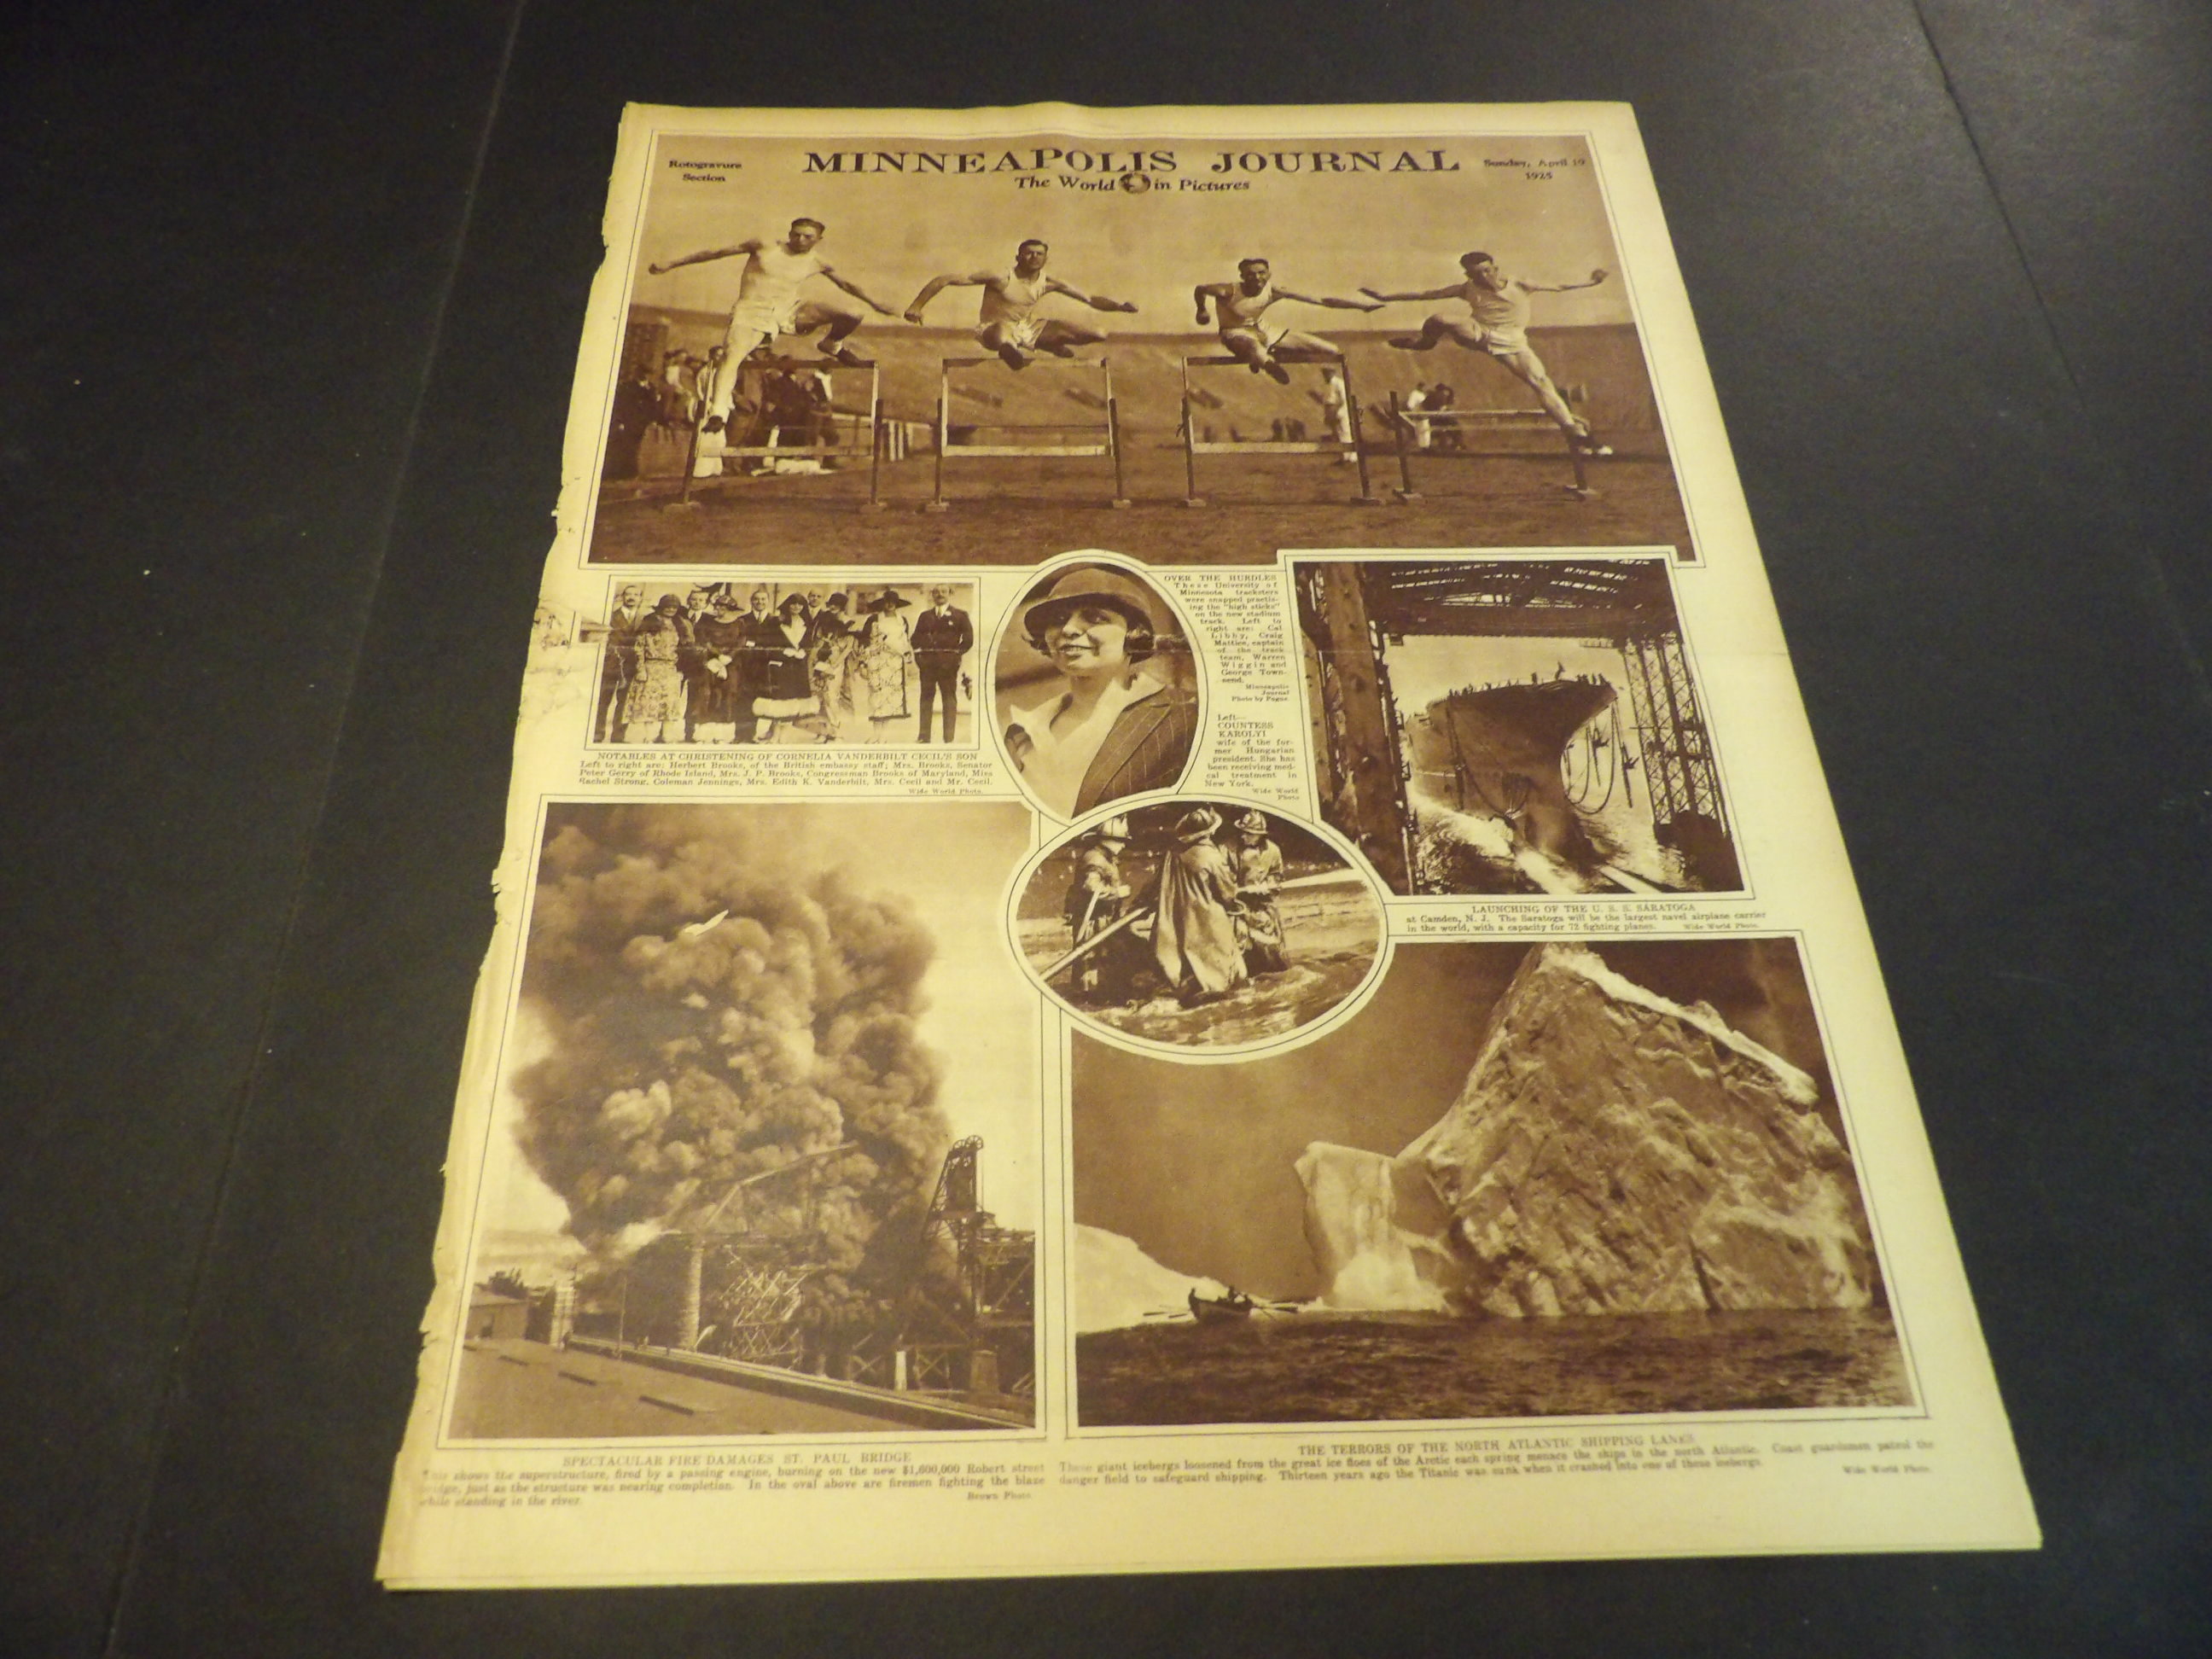 Rotogravure
Section
MINNEAPOLIS JOURNAL
The World in Pictures
Sunday, April 19
1925
OVER THE HURDLES
These University of
Minnesota tracksters
were snapped practis-
ing the "high sticks"
on the new stadium
track. Left to
right are: Cal
Libby, Craig
Matties, captain
of the track
team, Warren
Wiggin and
George Town-
send.
Minneapolis
Journal
Photo by Pagne
Left—
COUNTESS
KAROLYI
wife of the for-
mer Hungarian
president. She has
been receiving med-
cal treatment in
New York.
Wide World
Photo
NOTABLES AT CHRISTENING OF CORNELIA VANDERBILT CECIL'S SON
Left to right are: Herbert Brooks, of the British embassy staff; Mrs. Brooks, Senator
Peter Gerry of Rhode Island, Mrs. J. P. Brooks, Congressman Brooks of Maryland, Miss
Rachel Strong, Coleman Jennings, Mrs. Edith K. Vanderbilt, Mrs. Cecil and Mr. Cecil.
Wide World Photo.
LAUNCHING OF THE U. S. S. SARATOGA
at Camden, N. J. The Saratoga will be the largest navel airplane carrier
in the world, with a capacity for 72 fighting planes.
Wide World Photo.
SPECTACULAR FIRE DAMAGES ST. PAUL BRIDGE
shows the superstructure, fired by a passing engine, burning on the new $1,600,000 Robert street
just as the structure was nearing completion. In the oval above are firemen fighting the blaze
while standing in the river.
Brown Photo.
THE TERRORS OF THE NORTH ATLANTIC SHIPPING LANES
These giant icebergs loosened from the great ice floes of the Arctic each spring menace the ships in the north Atlantic. Coast guardsmen patrol the
danger field to safeguard shipping. Thirteen years ago the Titanic was sunk when it crashed into one of these icebergs.
Wide World Photo.